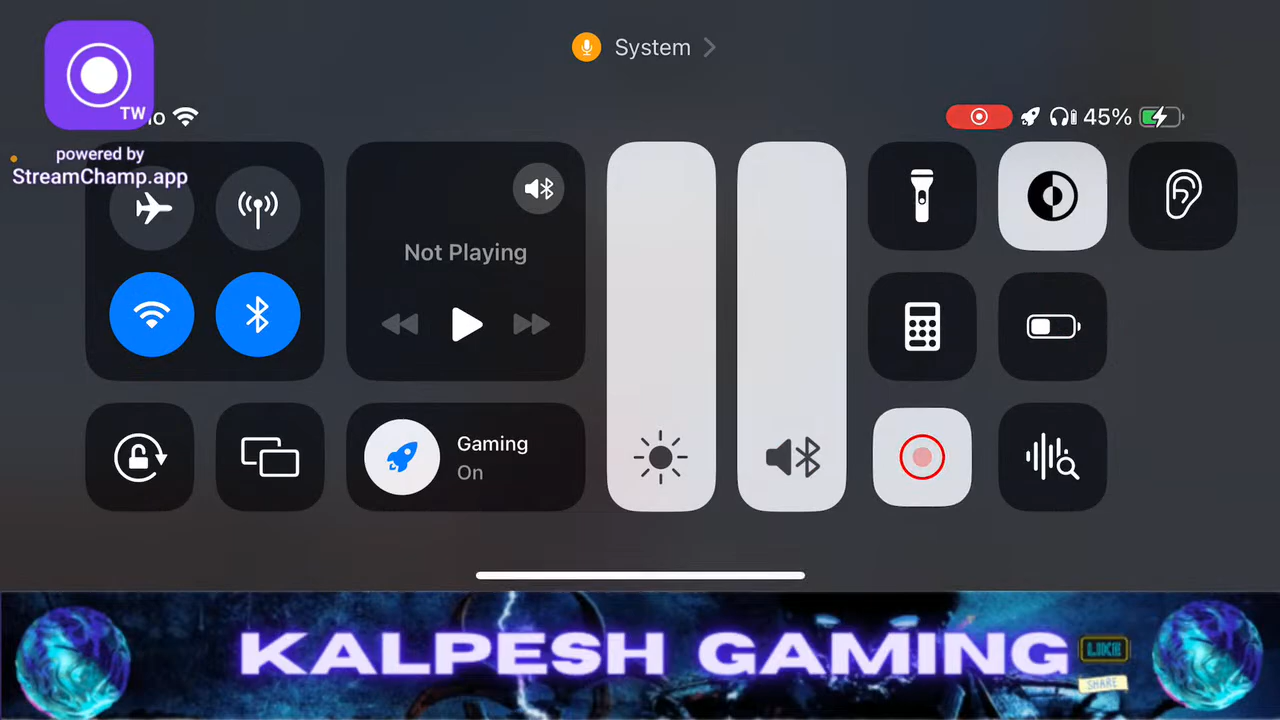 System
TW
powered by
StreamChamp.app
45%
Not Playing
Gaming
On
KALPESH GAMING
LIKE
SHARE